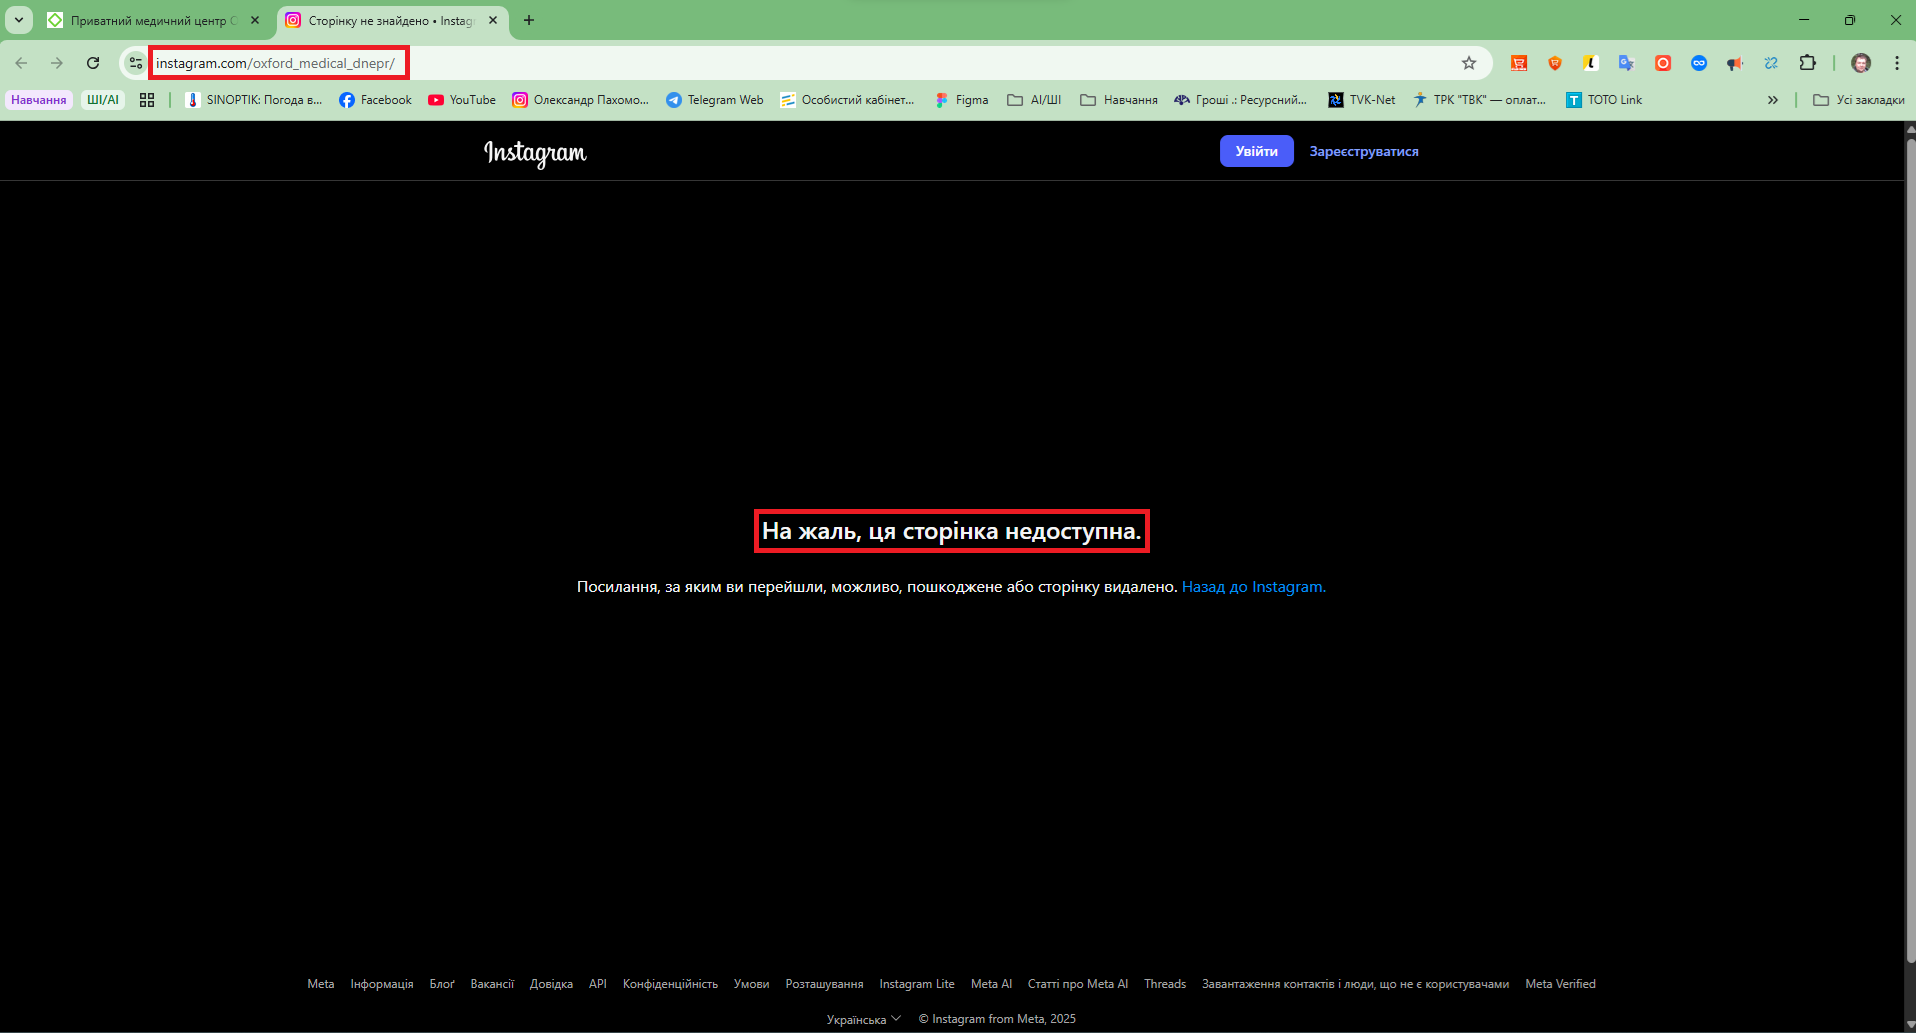 Приватний медичний центр
Сторінку не знайдено • Instag
instagram.com/oxford_medical_dnepr/
Навчання
ШІ/AI
SINOPTIK: Погода в...
Facebook
YouTube
Олександр Пахомо...
Telegram Web
Особистий кабінет...
Figma
АІ/ШІ
Навчання
Гроші .: Ресурсний...
TVK-Net
ТРК "ТВК" — оплат...
TOTO Link
Усі закладки
Instagram
Увійти
Зареєструватися
На жаль, ця сторінка недоступна.
Посилання, за яким ви перейшли, можливо, пошкоджене або сторінку видалено. Назад до Instagram.
Meta Інформація Блоґ Вакансії Довідка API Конфіденційність Умови Розташування Instagram Lite Meta AI Статті про Meta AI Threads Завантаження контактів і люди, що не є користувачами Meta Verified
Українська © Instagram from Meta, 2025